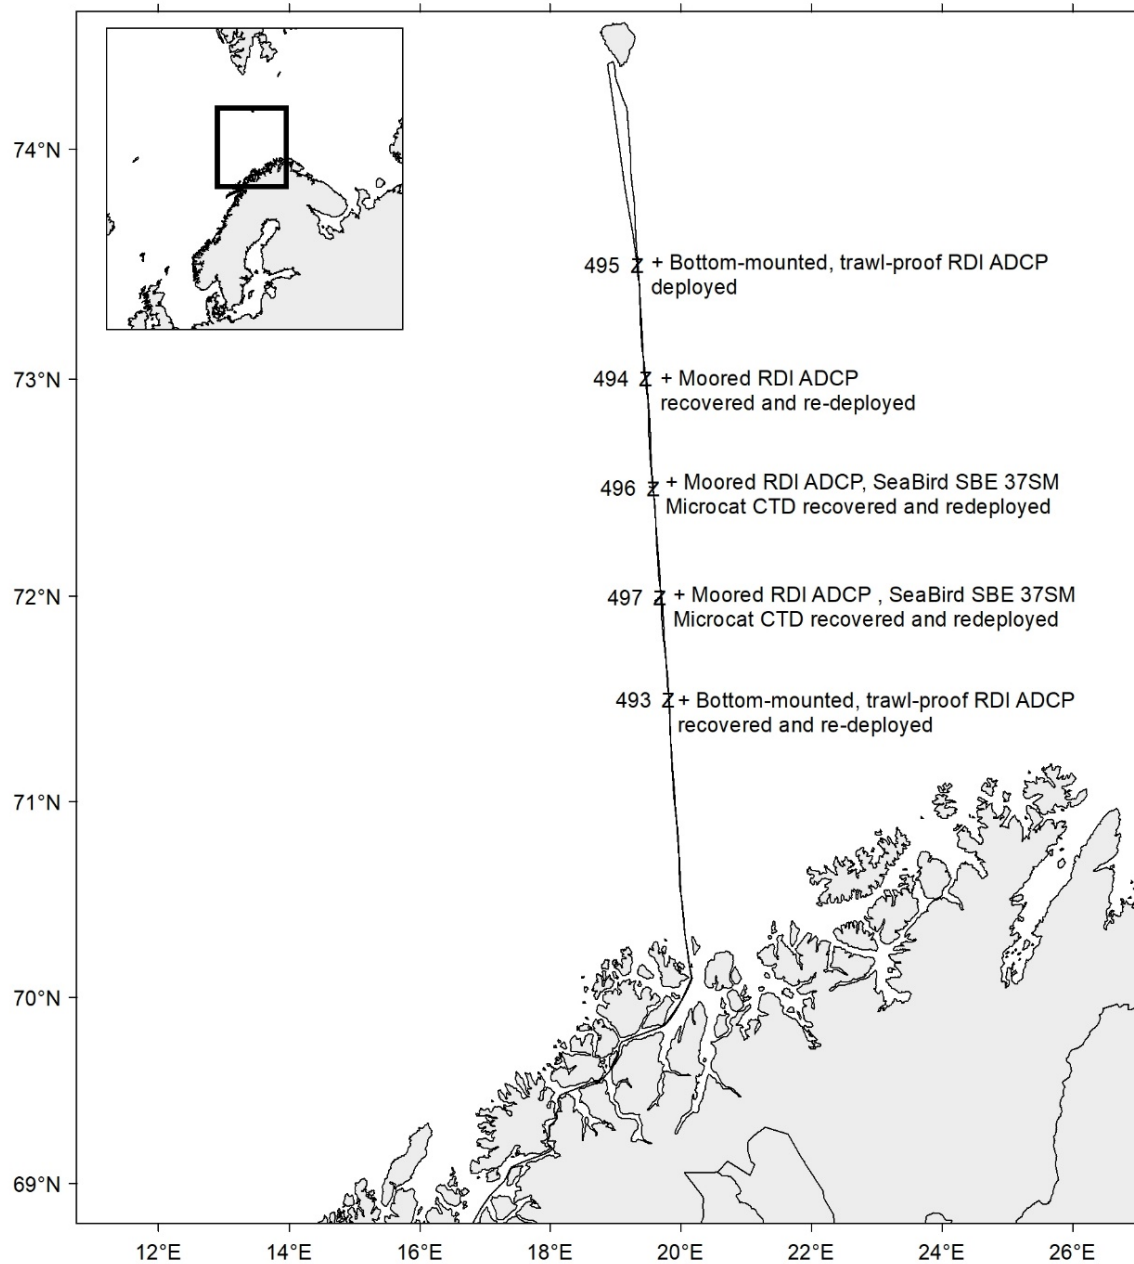 74°N
495 Z + Bottom-mounted, trawl-proof RDI ADCP
deployed
73°N
494 Z + Moored RDI ADCP
recovered and re-deployed
496 Z + Moored RDI ADCP, SeaBird SBE 37SM
Microcat CTD recovered and redeployed
72°N
497 Z + Moored RDI ADCP , SeaBird SBE 37SM
Microcat CTD recovered and redeployed
493 Z + Bottom-mounted, trawl-proof RDI ADCP
recovered and re-deployed
71°N
70°N
69°N
12°E 14°E 16°E 18°E 20°E 22°E 24°E 26°E